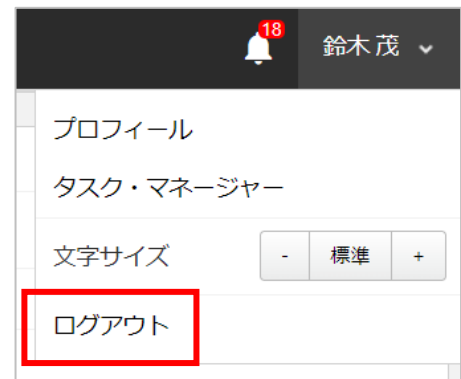 18
鈴木 茂
プロフィール
タスク・マネージャー
文字サイズ - 標準 +
ログアウト